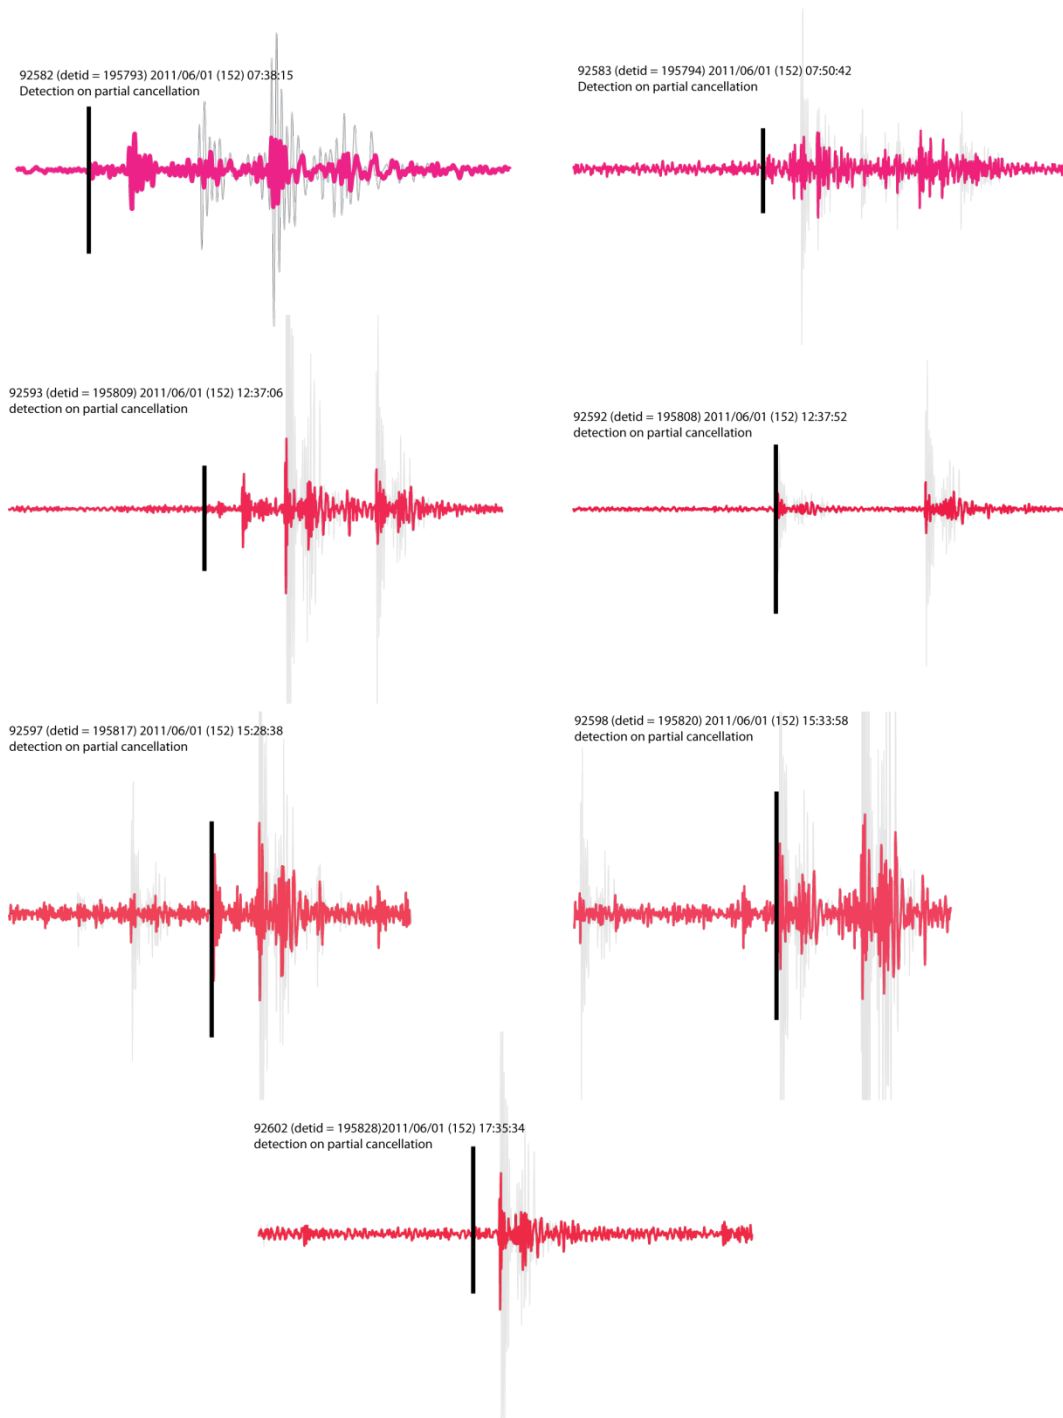 92582 (detid = 195793) 2011/06/01 (152) 07:38:15
Detection on partial cancellation
92583 (detid = 195794) 2011/06/01 (152) 07:50:42
Detection on partial cancellation
92593 (detid = 195809) 2011/06/01 (152) 12:37:06
detection on partial cancellation
92592 (detid = 195808) 2011/06/01 (152) 12:37:52
detection on partial cancellation
92597 (detid = 195817) 2011/06/01 (152) 15:28:38
detection on partial cancellation
92598 (detid = 195820) 2011/06/01 (152) 15:33:58
detection on partial cancellation
92602 (detid = 195828)2011/06/01 (152) 17:35:34
detection on partial cancellation